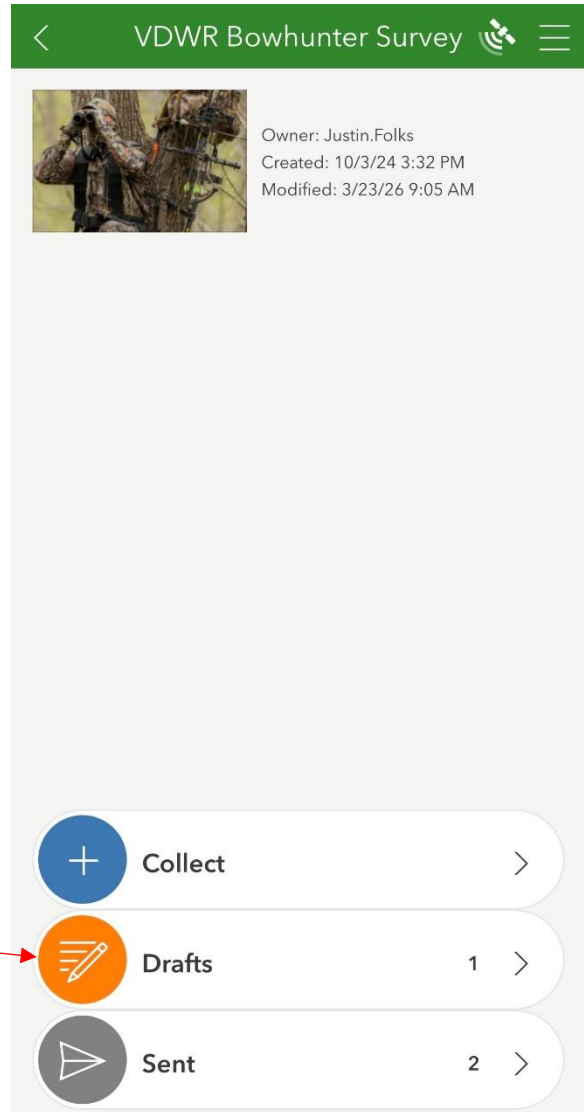 VDWR Bowhunter Survey
Owner: Justin.Folks
Created: 10/3/24 3:32 PM
Modified: 3/23/26 9:05 AM
Collect
Drafts 1
Sent 2